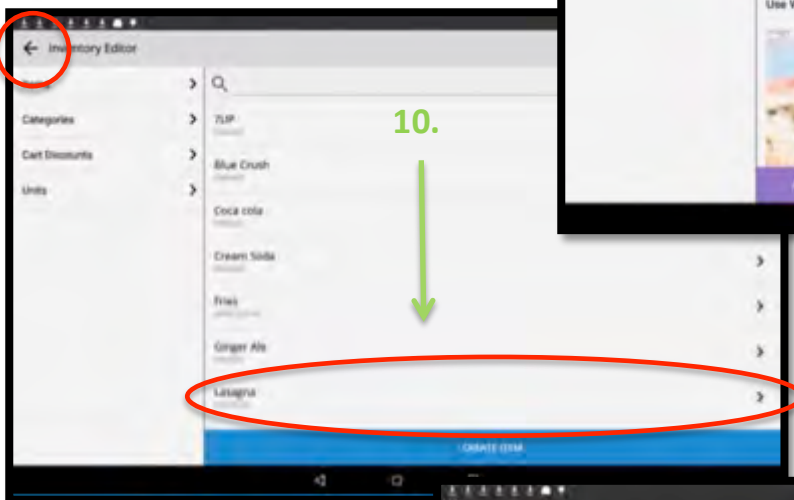 Use
Inventory Editor
Categories
Cart Discounts
Units
10.
7UP
Blue Crush
Coca cola
Cream Soda
Fries
Ginger Ale
Lasagna
CREATE ITEM